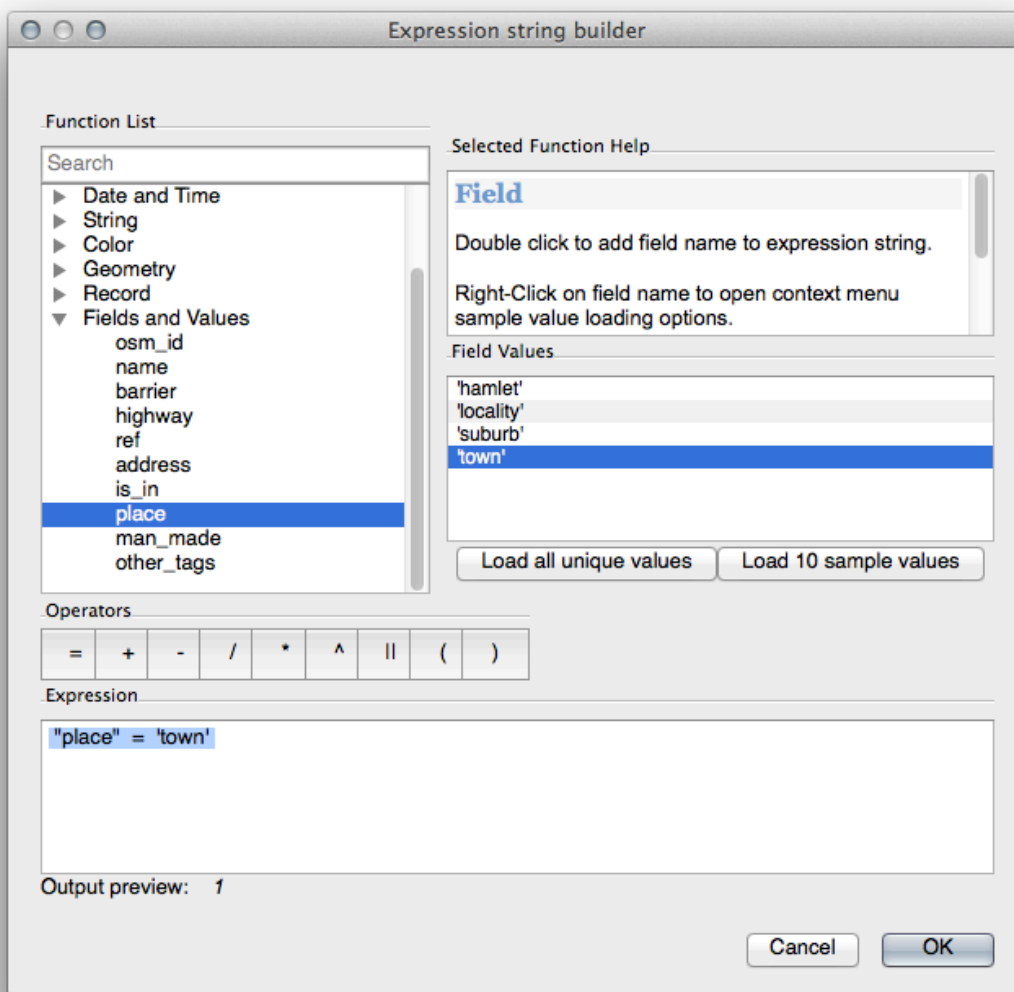 Expression string builder
Function List
Search
Date and Time
String
Color
Geometry
Record
Fields and Values
osm_id
name
barrier
highway
ref
address
is_in
place
man_made
other_tags
Selected Function Help
Field
Double click to add field name to expression string.
Right-Click on field name to open context menu
sample value loading options.
Field Values
'hamlet'
'locality'
'suburb'
'town'
Load all unique values Load 10 sample values
Operators
= + - / * ^ || ( )
Expression
"place" = 'town'
Output preview: 1
Cancel OK